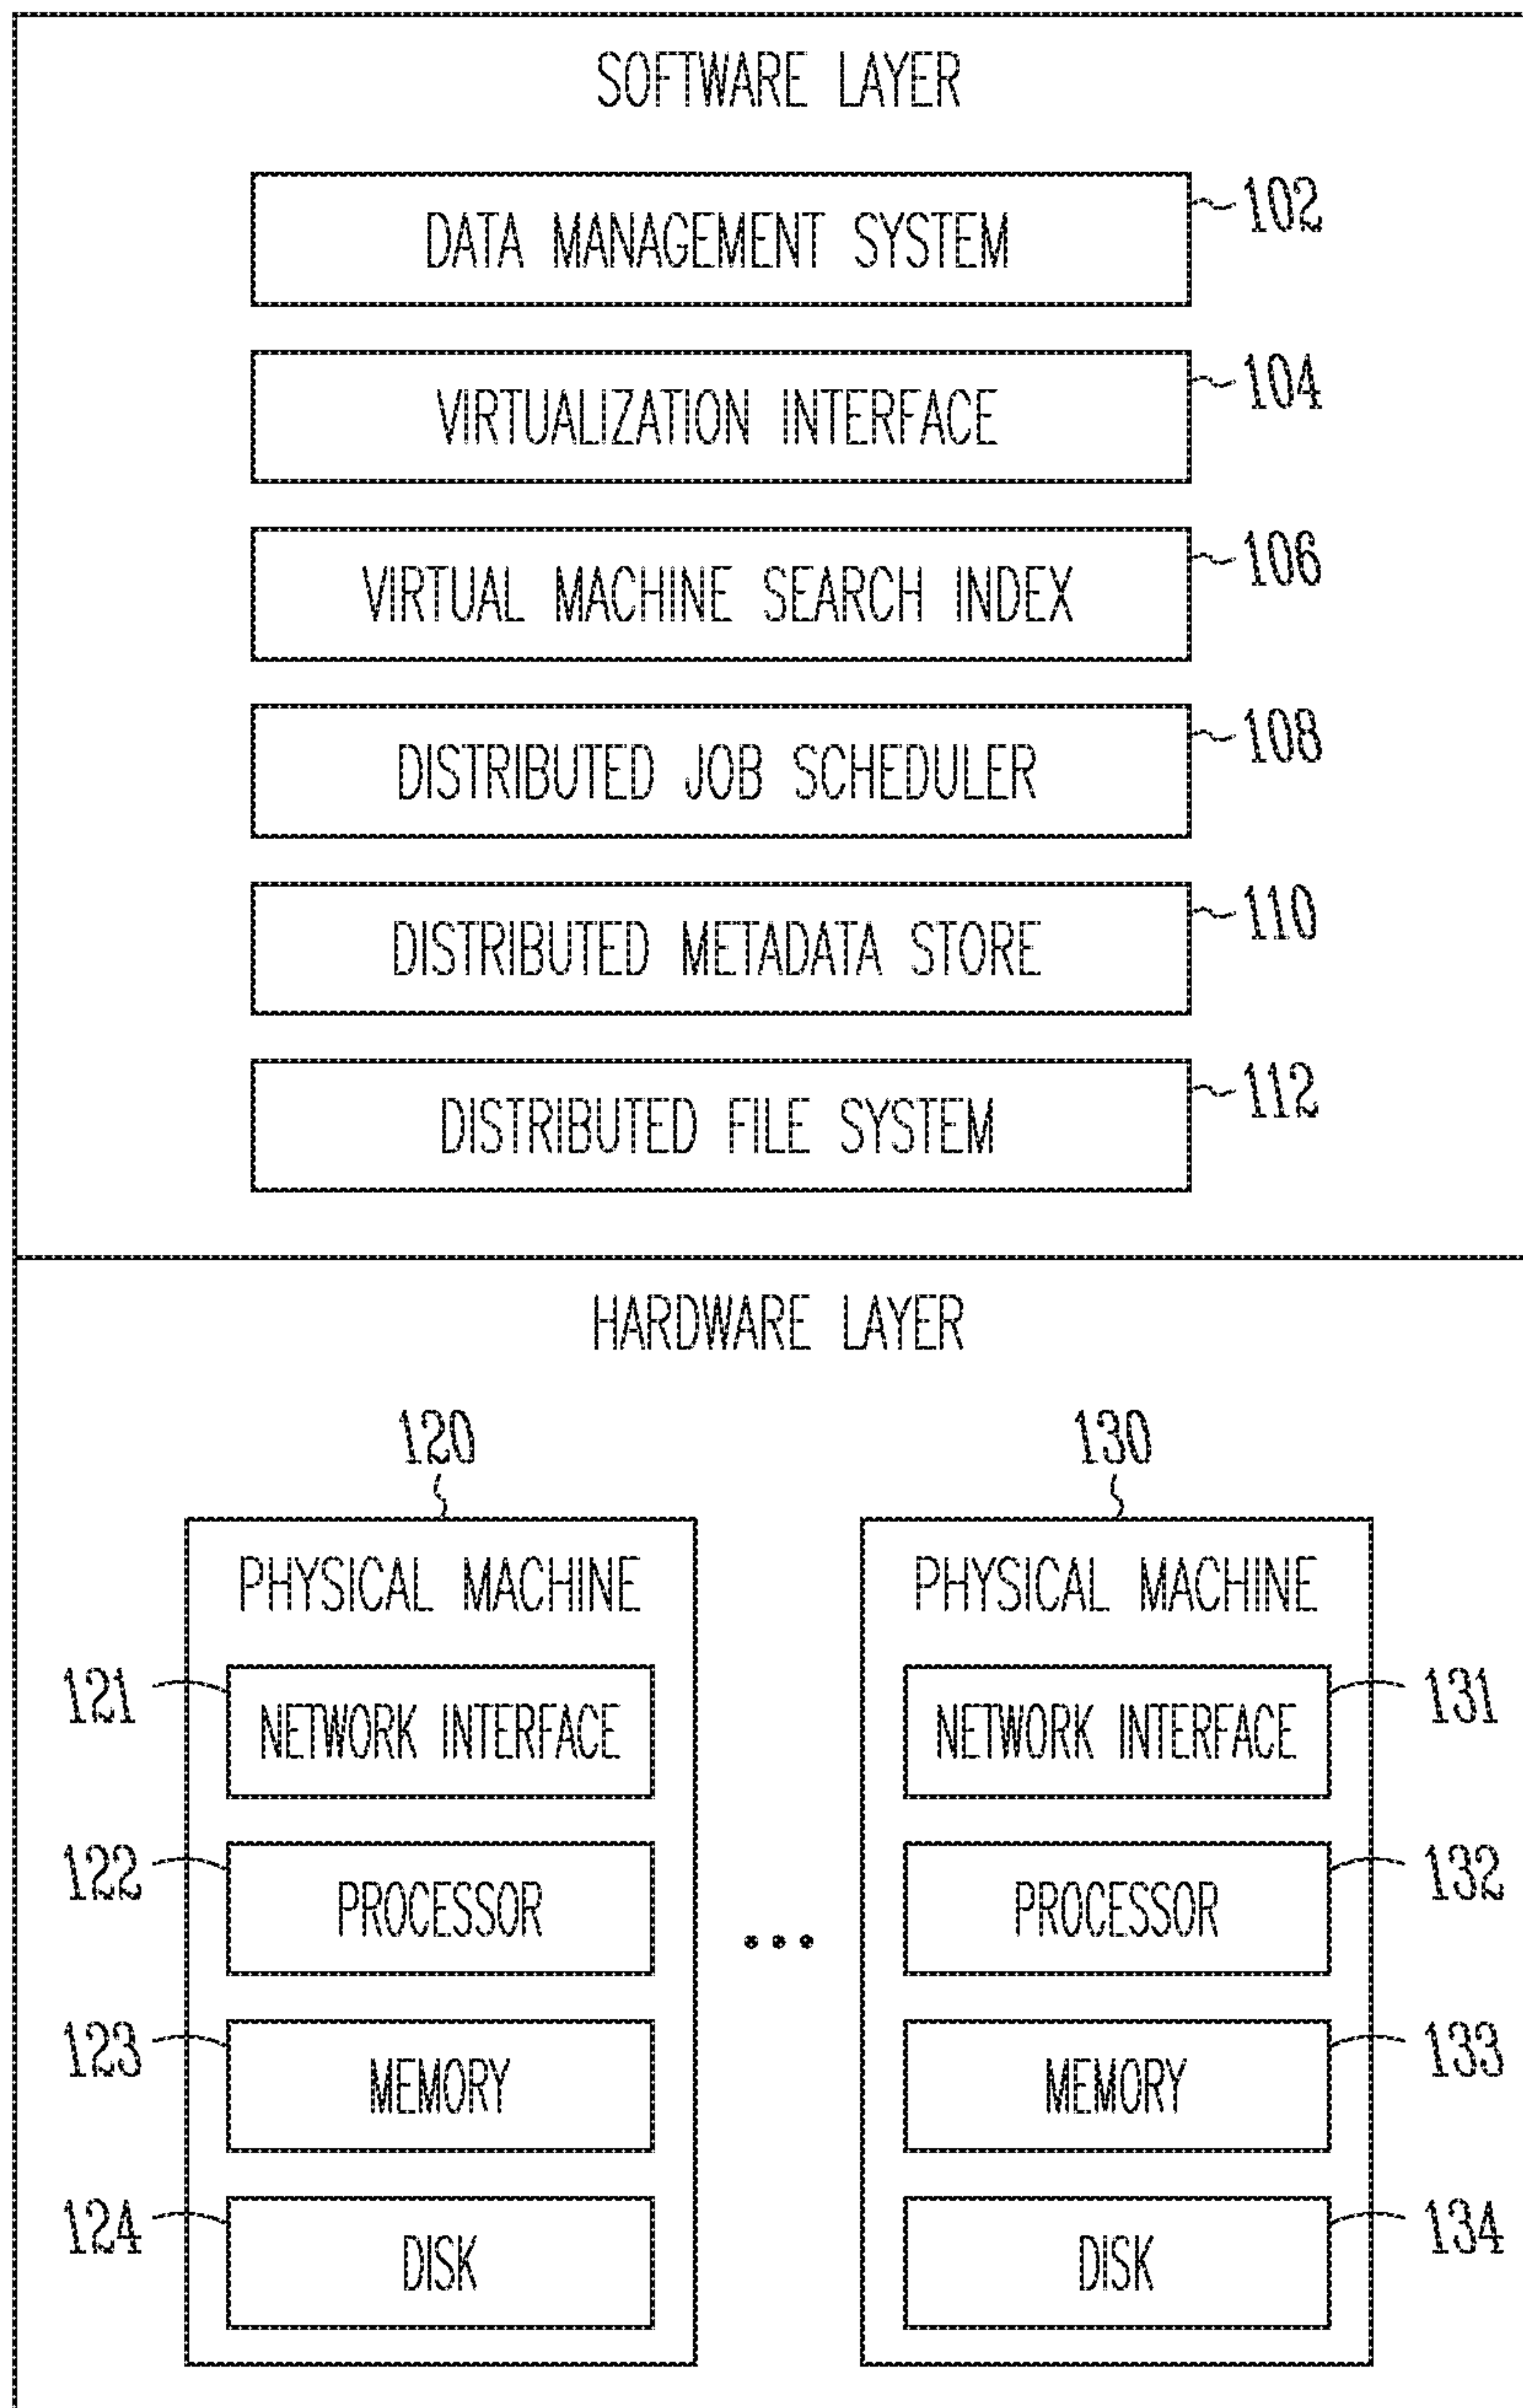 SOFTWARE LAYER
DATA MANAGEMENT SYSTEM
102
VIRTUALIZATION INTERFACE
104
VIRTUAL MACHINE SEARCH INDEX
106
DISTRIBUTED JOB SCHEDULER
108
DISTRIBUTED METADATA STORE
110
DISTRIBUTED FILE SYSTEM
112
HARDWARE LAYER
120
PHYSICAL MACHINE
121
NETWORK INTERFACE
122
PROCESSOR
123
MEMORY
124
DISK
...
130
PHYSICAL MACHINE
NETWORK INTERFACE
131
PROCESSOR
132
MEMORY
133
DISK
134